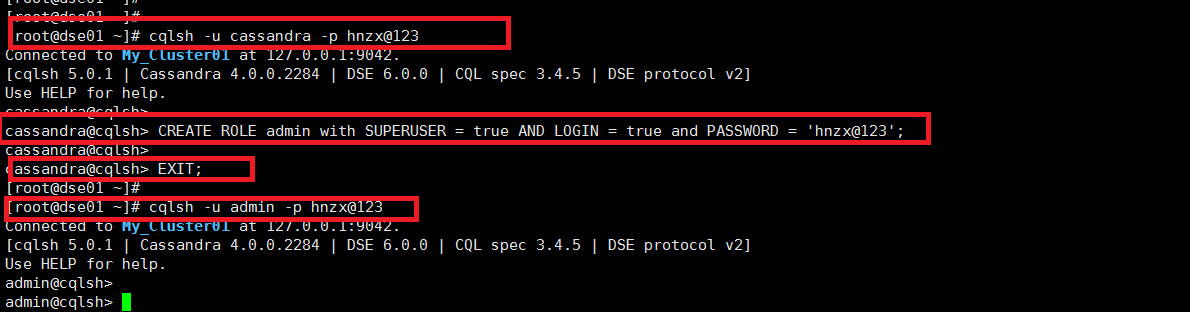 [root@dse01 ~]#
[root@dse01 ~]#
[root@dse01 ~]# cqlsh -u cassandra -p hnzx@123
Connected to My_Cluster01 at 127.0.0.1:9042.
[cqlsh 5.0.1 | Cassandra 4.0.0.2284 | DSE 6.0.0 | CQL spec 3.4.5 | DSE protocol v2]
Use HELP for help.
cassandra@cqlsh>
cassandra@cqlsh> CREATE ROLE admin with SUPERUSER = true AND LOGIN = true and PASSWORD = 'hnzx@123';
cassandra@cqlsh>
cassandra@cqlsh> EXIT;
[root@dse01 ~]#
[root@dse01 ~]# cqlsh -u admin -p hnzx@123
Connected to My_Cluster01 at 127.0.0.1:9042.
[cqlsh 5.0.1 | Cassandra 4.0.0.2284 | DSE 6.0.0 | CQL spec 3.4.5 | DSE protocol v2]
Use HELP for help.
admin@cqlsh>
admin@cqlsh>